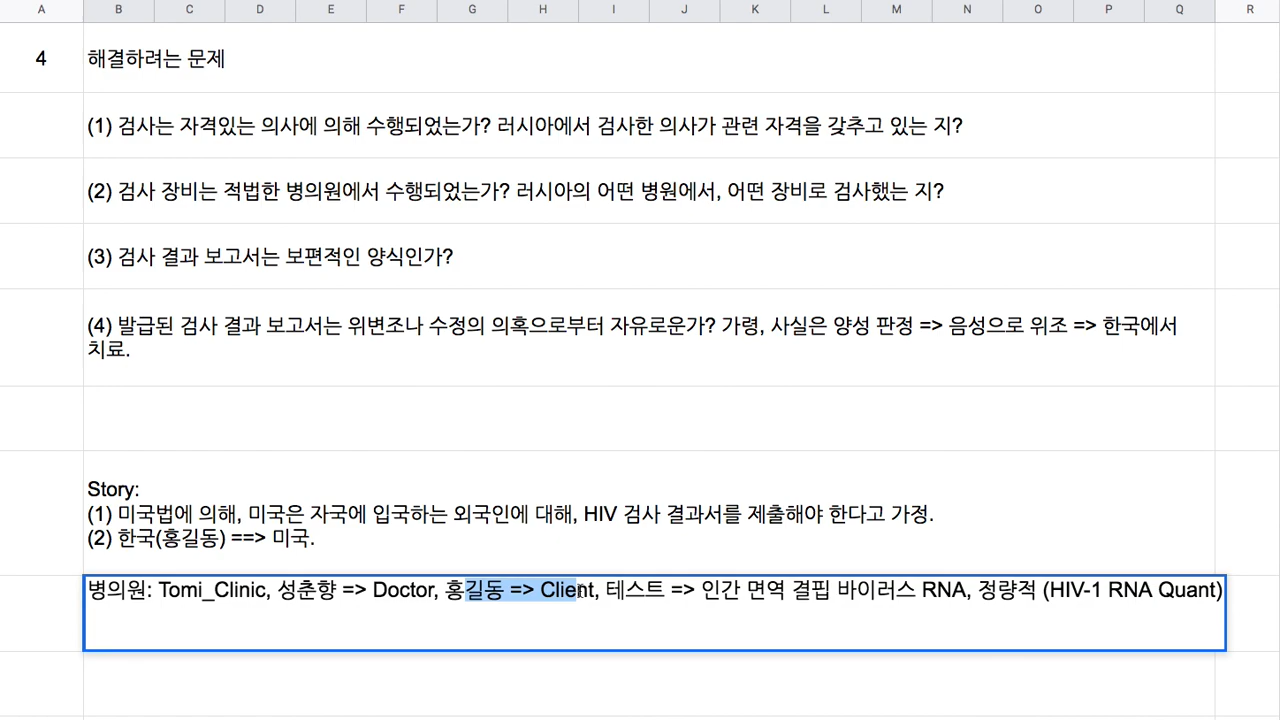 A B C D E F G H I J K L M N O P Q R
4 해결하려는 문제
(1) 검사는 자격있는 의사에 의해 수행되었는가? 러시아에서 검사한 의사가 관련 자격을 갖추고 있는 지?
(2) 검사 장비는 적법한 병의원에서 수행되었는가? 러시아의 어떤 병원에서, 어떤 장비로 검사했는 지?
(3) 검사 결과 보고서는 보편적인 양식인가?
(4) 발급된 검사 결과 보고서는 위변조나 수정의 의혹으로부터 자유로운가? 가령, 사실은 양성 판정 => 음성으로 위조 => 한국에서
치료.
Story:
(1) 미국법에 의해, 미국은 자국에 입국하는 외국인에 대해, HIV 검사 결과서를 제출해야 한다고 가정.
(2) 한국(홍길동) ==> 미국.
병의원: Tomi_Clinic, 성춘향 => Doctor, 홍길동 => Client, 테스트 => 인간 면역 결핍 바이러스 RNA, 정량적 (HIV-1 RNA Quant)